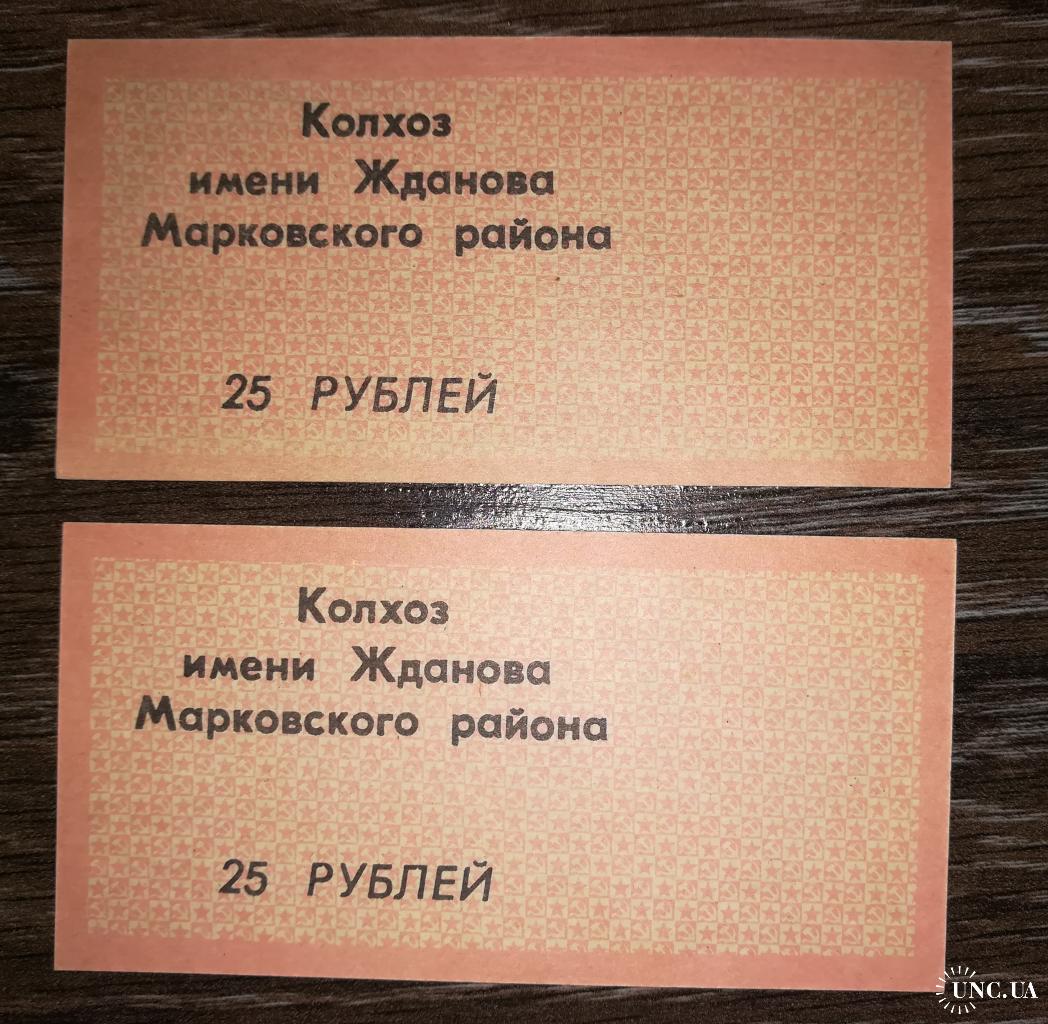 Колхоз
имени Жданова
Марковского района
25 РУБЛЕЙ
Колхоз
имени Жданова
Марковского района
25 РУБЛЕЙ
UNC.UA